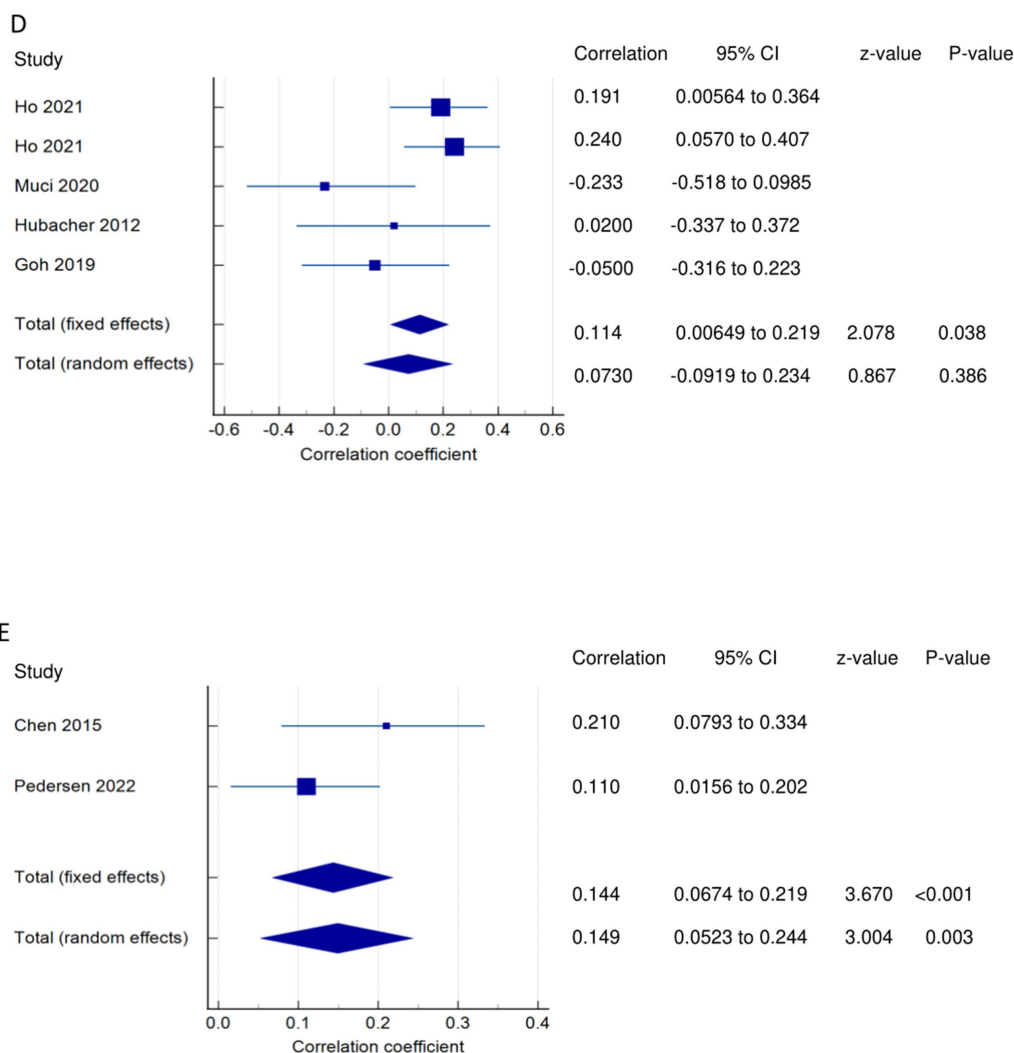 D
Study Correlation 95% CI z-value P-value
Ho 2021 0.191 0.00564 to 0.364
Ho 2021 0.240 0.0570 to 0.407
Muci 2020 -0.233 -0.518 to 0.0985
Hubacher 2012 0.0200 -0.337 to 0.372
Goh 2019 -0.0500 -0.316 to 0.223
Total (fixed effects) 0.114 0.00649 to 0.219 2.078 0.038
Total (random effects) 0.0730 -0.0919 to 0.234 0.867 0.386
-0.6 -0.4 -0.2 0.0 0.2 0.4 0.6
Correlation coefficient
E
Study Correlation 95% CI z-value P-value
Chen 2015 0.210 0.0793 to 0.334
Pedersen 2022 0.110 0.0156 to 0.202
Total (fixed effects) 0.144 0.0674 to 0.219 3.670 <0.001
Total (random effects) 0.149 0.0523 to 0.244 3.004 0.003
0.0 0.1 0.2 0.3 0.4
Correlation coefficient